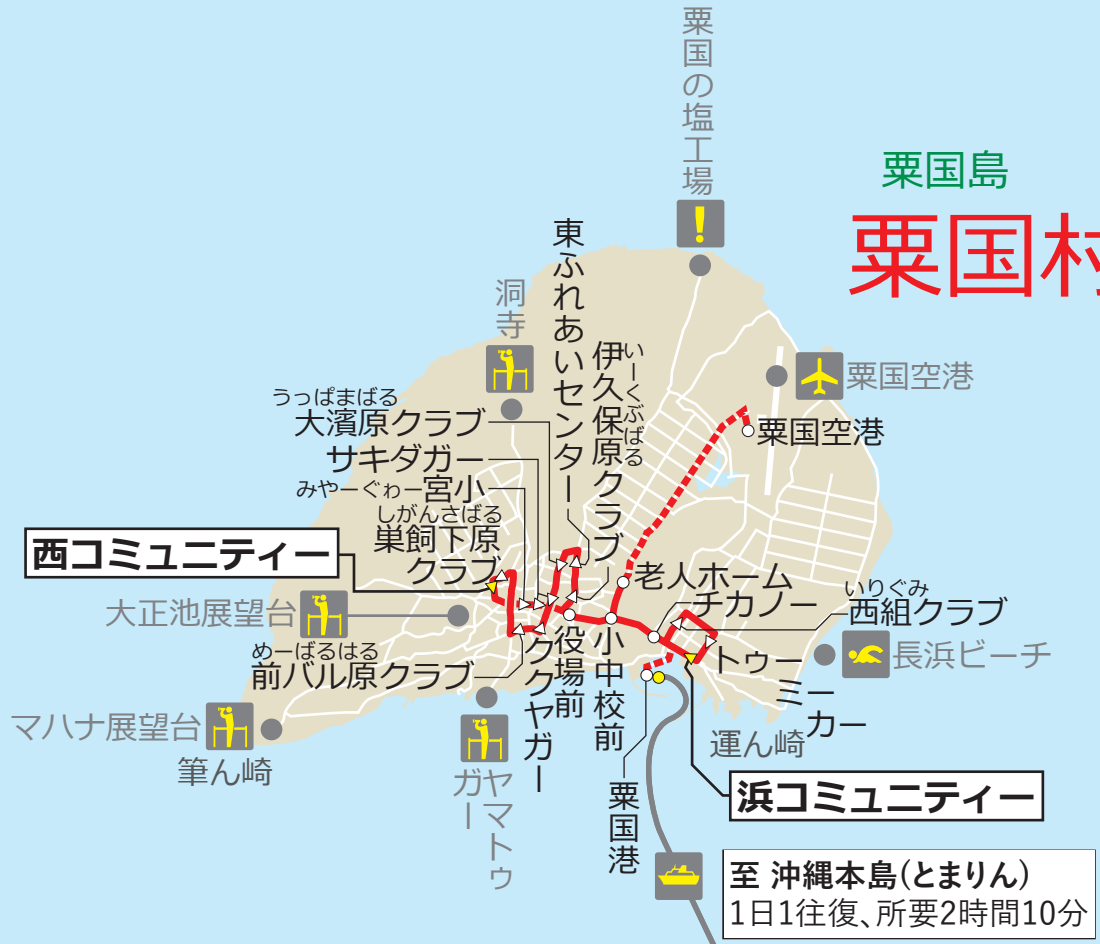 粟国の塩工場
粟国島
粟国村
洞寺
東ふれあいセンター
いーくぶばる
伊久保原クラブ
粟国空港
粟国空港
うっぱまばる
大濱原クラブ
サキダガー
みやーぐゎー宮小
しがんさばる
巣飼下原
クラブ
西コミュニティー
大正池展望台
老人ホーム
チカノー
いりぐみ
西組クラブ
長浜ビーチ
めーばるはる
前バル原クラブ
ククヤガー
役場前
小中校前
トゥー
ミー
カー
マハナ展望台
筆ん崎
ヤマトゥ
ガー
運ん崎
粟国港
浜コミュニティー
至 沖縄本島(とまりん)
1日1往復、所要2時間10分